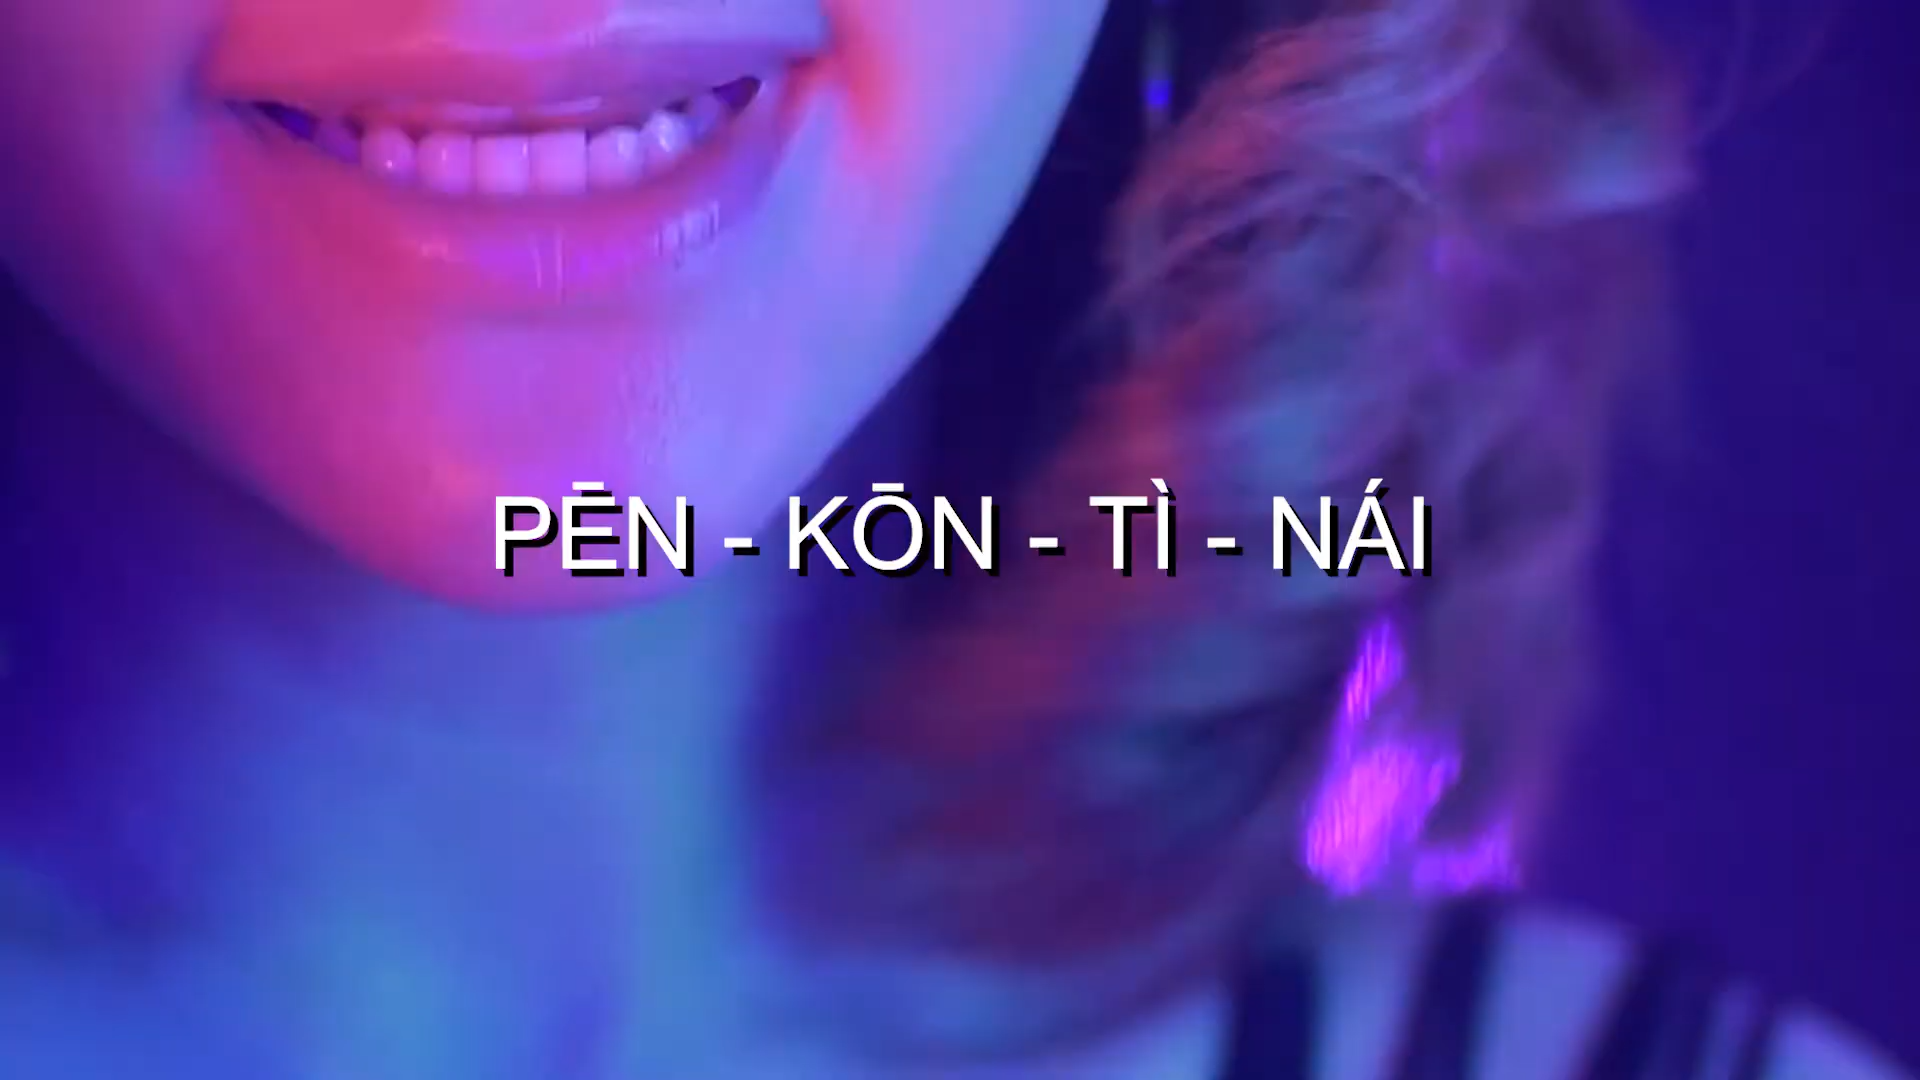 PĒN - KŌN - TÌ - NÁI